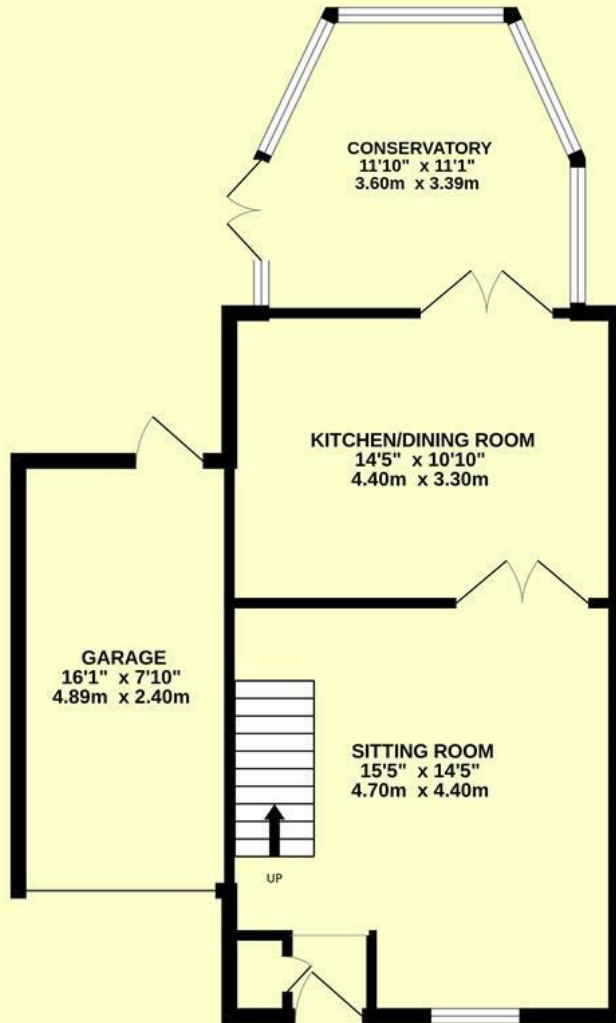 CONSERVATORY
11'10" x 11'1"
3.60m x 3.39m
KITCHEN/DINING ROOM
14'5" x 10'10"
4.40m x 3.30m
GARAGE
16'1" x 7'10"
4.89m x 2.40m
SITTING ROOM
15'5" x 14'5"
4.70m x 4.40m
UP